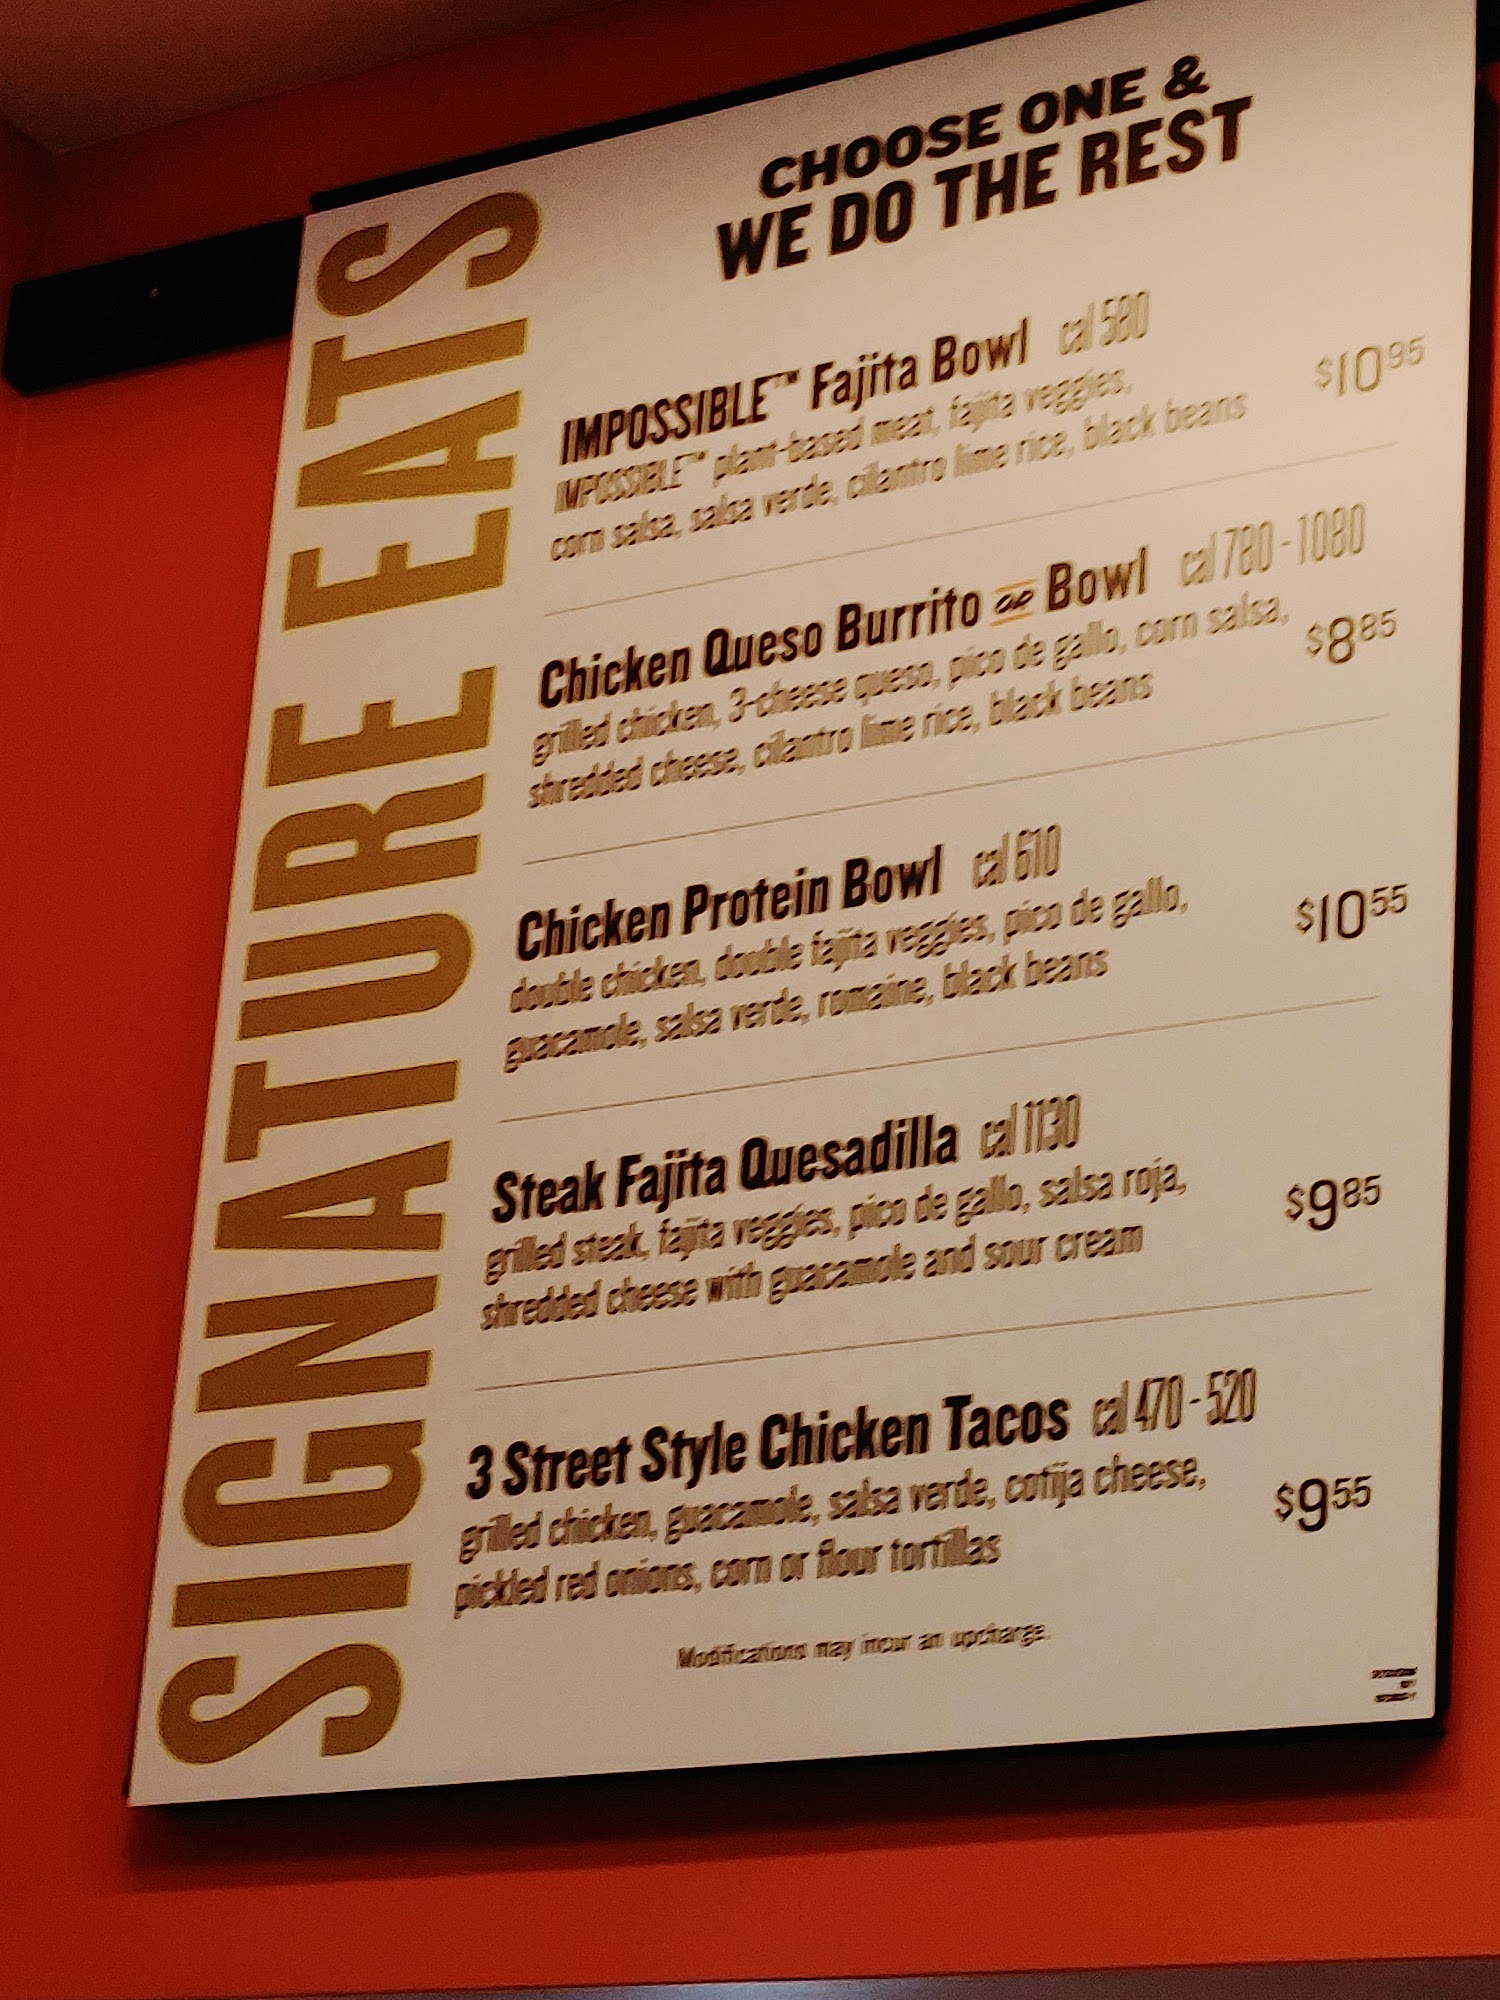 SIGNATURE EATS
CHOOSE ONE &
WE DO THE REST
IMPOSSIBLE™ Fajita Bowl cal 580
IMPOSSIBLE™ plant-based meat, fajita veggies,
corn salsa, salsa verde, cilantro lime rice, black beans
$10 95
Chicken Queso Burrito OR Bowl cal 780 - 1080
grilled chicken, 3-cheese queso, pico de gallo, corn salsa,
shredded cheese, cilantro lime rice, black beans
$8 85
Chicken Protein Bowl cal 610
double chicken, double fajita veggies, pico de gallo,
guacamole, salsa verde, romaine, black beans
$10 55
Steak Fajita Quesadilla cal 1130
grilled steak, fajita veggies, pico de gallo, salsa roja,
shredded cheese with guacamole and sour cream
$9 85
3 Street Style Chicken Tacos cal 470 - 520
grilled chicken, guacamole, salsa verde, cotija cheese,
pickled red onions, corn or flour tortillas
$9 55
Modifications may incur an upcharge.